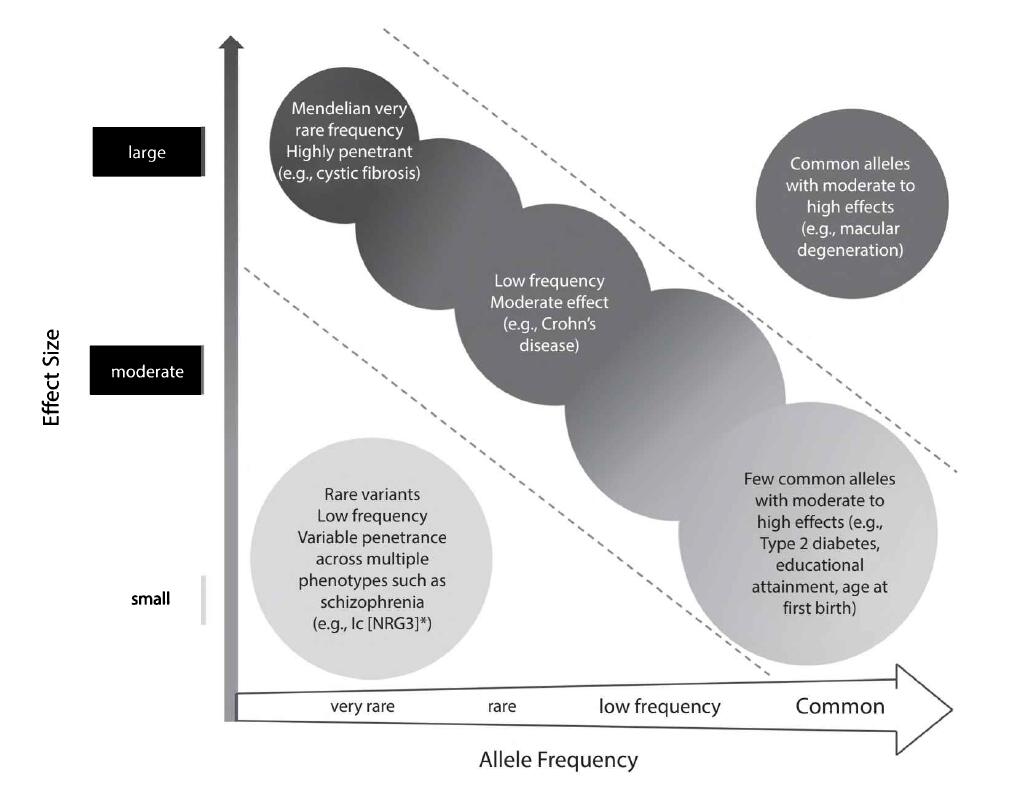 Effect Size
large
moderate
small
Mendelian very
rare frequency
Highly penetrant
(e.g., cystic fibrosis)
Low frequency
Moderate effect
(e.g., Crohn's
disease)
Common alleles
with moderate to
high effects
(e.g., macular
degeneration)
Rare variants
Low frequency
Variable penetrance
across multiple
phenotypes such as
schizophrenia
(e.g., Ic [NRG3]*)
Few common alleles
with moderate to
high effects (e.g.,
Type 2 diabetes,
educational
attainment, age at
first birth)
very rare
rare
low frequency
Common
Allele Frequency